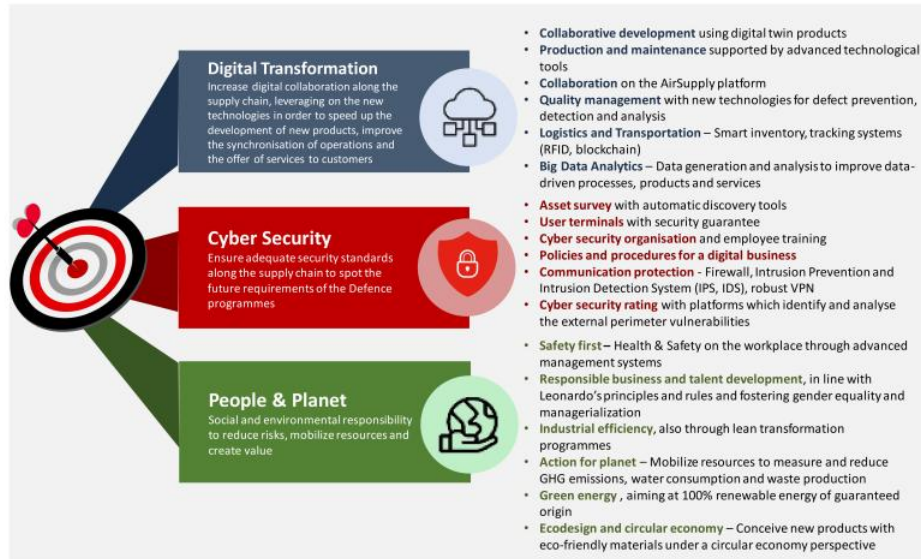 Digital Transformation
Increase digital collaboration along the
supply chain, leveraging on the new
technologies in order to speed up the
development of new products, improve
the synchronisation of operations and
the offer of services to customers
• Collaborative development using digital twin products
• Production and maintenance supported by advanced technological
tools
• Collaboration on the AirSupply platform
• Quality management with new technologies for defect prevention,
detection and analysis
• Logistics and Transportation – Smart inventory, tracking systems
(RFID, blockchain)
• Big Data Analytics – Data generation and analysis to improve data-
driven processes, products and services
Cyber Security
Ensure adequate security standards
along the supply chain to spot the
future requirements of the Defence
programmes
• Asset survey with automatic discovery tools
• User terminals with security guarantee
• Cyber security organisation and employee training
• Policies and procedures for a digital business
• Communication protection - Firewall, Intrusion Prevention and
Intrusion Detection System (IPS, IDS), robust VPN
• Cyber security rating with platforms which identify and analyse
the external perimeter vulnerabilities
People & Planet
Social and environmental responsibility
to reduce risks, mobilize resources and
create value
• Safety first – Health & Safety on the workplace through advanced
management systems
• Responsible business and talent development, in line with
Leonardo's principles and rules and fostering gender equality and
managerialization
• Industrial efficiency, also through lean transformation
programmes
• Action for planet – Mobilize resources to measure and reduce
GHG emissions, water consumption and waste production
• Green energy , aiming at 100% renewable energy of guaranteed
origin
• Ecodesign and circular economy – Conceive new products with
eco-friendly materials under a circular economy perspective